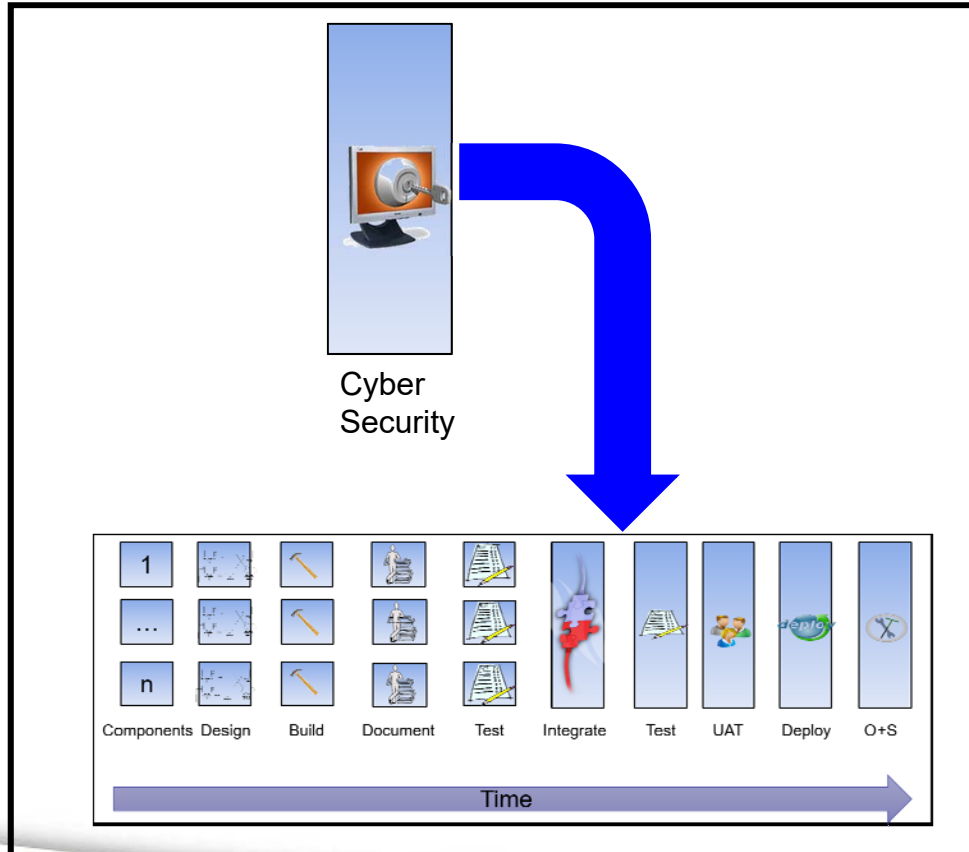 Cyber
Security
1
...
n
Components Design Build Document Test Integrate Test UAT Deploy O+S
deploy
Time